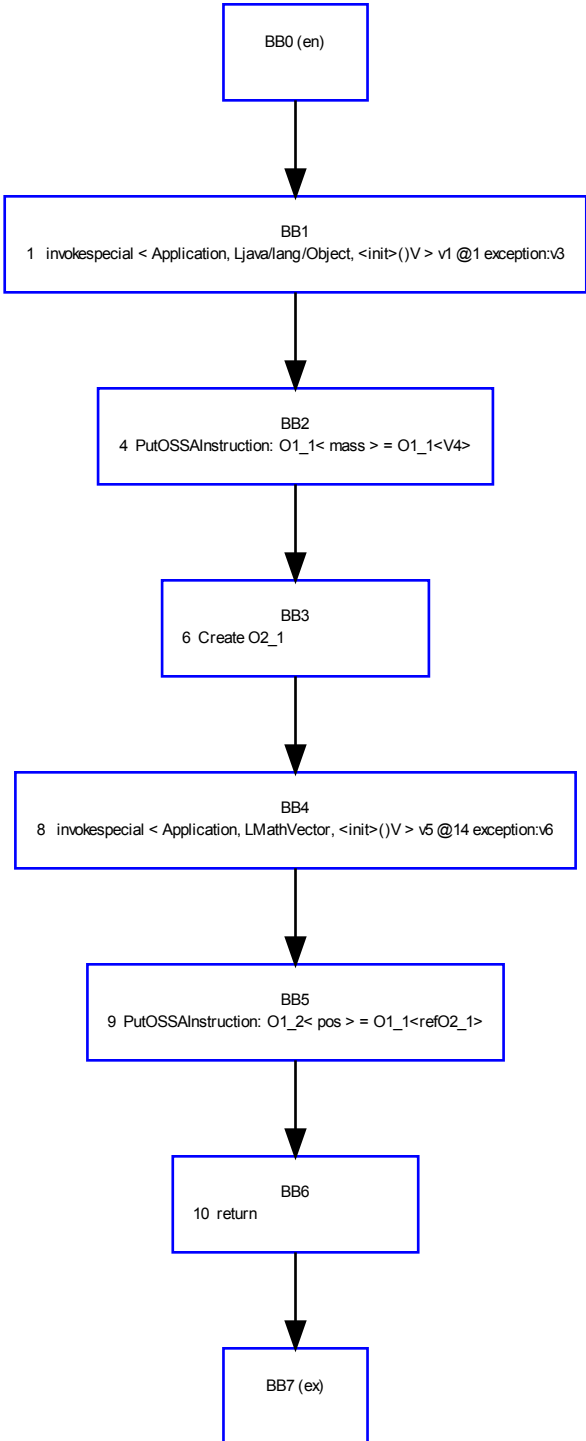 BB0 (en)
BB1
1 invokespecial < Application, Ljava/lang/Object, <init>()V > v1 @1 exception:v3
BB2
4 PutOSSAInstruction: O1_1< mass > = O1_1<V4>
BB3
6 Create O2_1
BB4
8 invokespecial < Application, LMathVector, <init>()V > v5 @14 exception:v6
BB5
9 PutOSSAInstruction: O1_2< pos > = O1_1<refO2_1>
BB6
10 return
BB7 (ex)